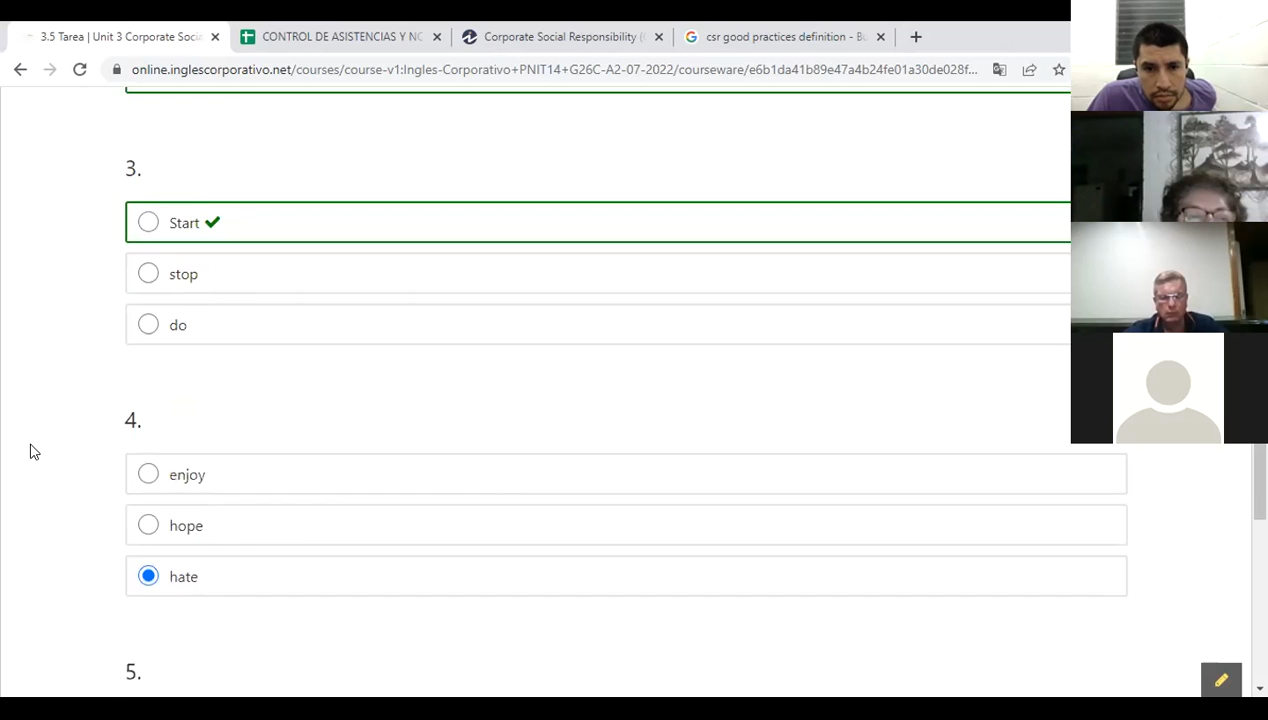 3.5 Tarea | Unit 3 Corporate Soci
CONTROL DE ASISTENCIAS Y NO
Corporate Social Responsibility (
csr good practices definition - Bu
online.inglescorporativo.net/courses/course-v1:Ingles-Corporativo+PNIT14+G26C-A2-07-2022/courseware/e6b1da41b89e47a4b24fe01a30de028f...
3.
Start
stop
do
4.
enjoy
hope
hate
5.